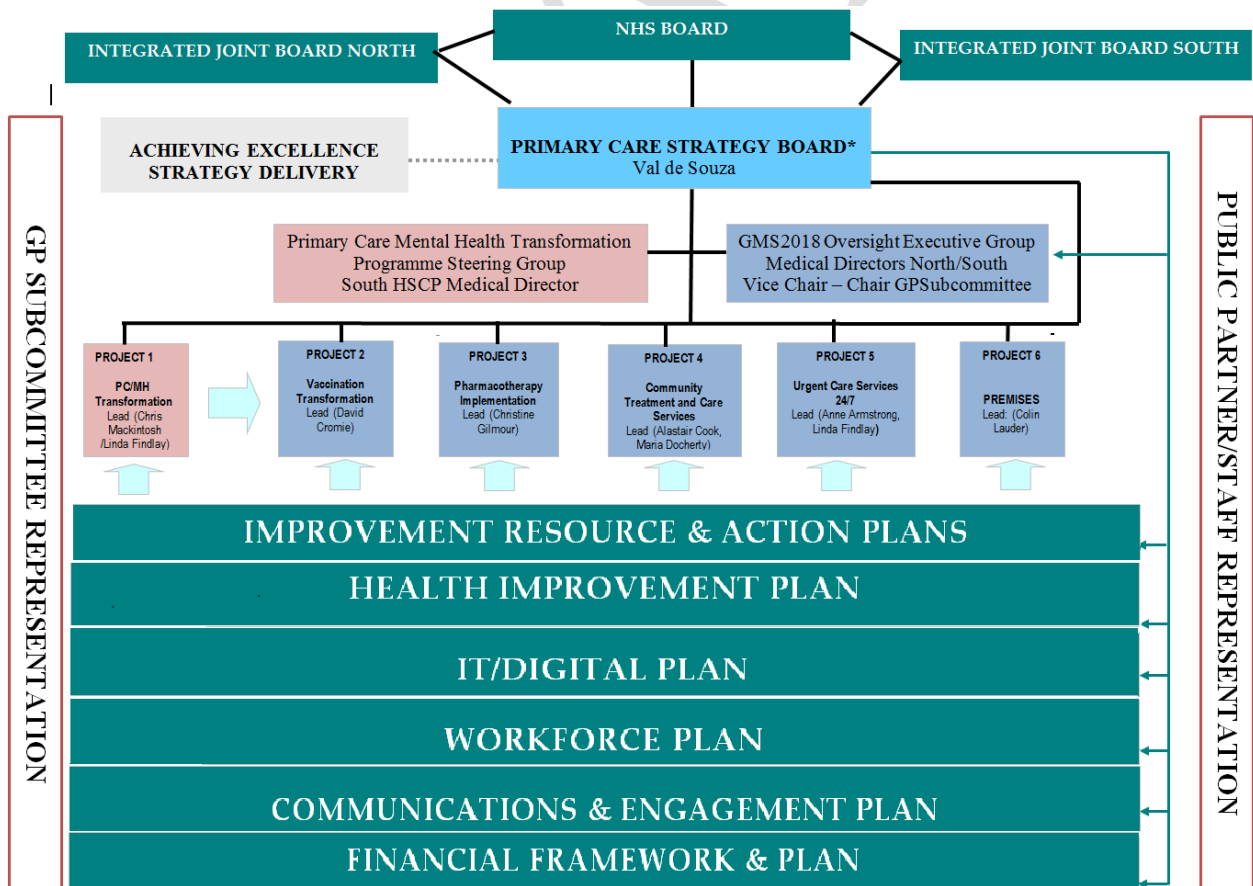 NHS BOARD
INTEGRATED JOINT BOARD NORTH
INTEGRATED JOINT BOARD SOUTH
ACHIEVING EXCELLENCE
STRATEGY DELIVERY
PRIMARY CARE STRATEGY BOARD*
Val de Souza
GP SUBCOMMITTEE REPRESENTATION
PUBLIC PARTNER/STAFF REPRESENTATION
Primary Care Mental Health Transformation
Programme Steering Group
South HSCP Medical Director
GMS2018 Oversight Executive Group
Medical Directors North/South
Vice Chair – Chair GPSubcommittee
PROJECT 1
PC/MH
Transformation
Lead (Chris
Mackintosh
/Linda Findlay)
PROJECT 2
Vaccination
Transformation
Lead (David
Cromie)
PROJECT 3
Pharmacotherapy
Implementation
Lead (Christine
Gilmour)
PROJECT 4
Community
Treatment and Care
Services
Lead (Alastair Cook,
Maria Docherty)
PROJECT 5
Urgent Care Services
24/7
Lead (Anne Armstrong,
Linda Findlay)
PROJECT 6
PREMISES
Lead: (Colin
Lauder)
IMPROVEMENT RESOURCE & ACTION PLANS
HEALTH IMPROVEMENT PLAN
IT/DIGITAL PLAN
WORKFORCE PLAN
COMMUNICATIONS & ENGAGEMENT PLAN
FINANCIAL FRAMEWORK & PLAN